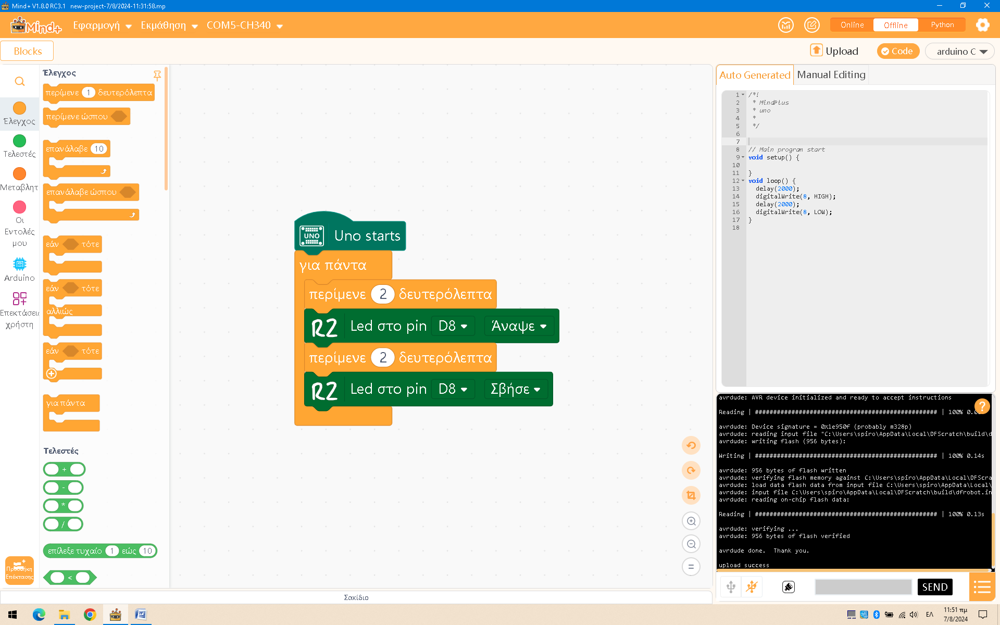 Mind+ V1.8.0 RC3.1   new-project-7/8/2024-11:31:58.mp
Mind+ Εφαρμογή Εκμάθηση COM5-CH340 Online Offline Python
Blocks Upload Code arduino C
Έλεγχος
Τελεστές
Μεταβλητ
Οι
Εντολές
μου
Arduino
Επεκτάσεις
χρήστη
Προσθήκη
Επέκτασης
Έλεγχος
περίμενε 1 δευτερόλεπτα
περίμενε ώσπου
επανάλαβε 10
επανάλαβε ώσπου
εάν τότε
εάν τότε
αλλιώς
εάν τότε
για πάντα
Τελεστές
+
-
*
/
επίλεξε τυχαίο 1 εώς 10
<
UNO Uno starts
για πάντα
περίμενε 2 δευτερόλεπτα
R2 Led στο pin D8 Άναψε
περίμενε 2 δευτερόλεπτα
R2 Led στο pin D8 Σβήσε
=
Σακίδιο
Auto Generated Manual Editing
1 /*!
2  * MindPlus
3  * uno
4  *
5  */
6
7
8 // Main program start
9 void setup() {
10
11 }
12 void loop() {
13   delay(2000);
14   digitalWrite(8, HIGH);
15   delay(2000);
16   digitalWrite(8, LOW);
17 }
18
avrdude: AVR device initialized and ready to accept instructions
Reading | ################################################## | 100% 0.0
?
avrdude: Device signature = 0x1e950f (probably m328p)
avrdude: reading input file "C:\Users\spiro\AppData\Local\DFScratch\build\d
avrdude: writing flash (956 bytes):
Writing | ################################################## | 100% 0.14s
avrdude: 956 bytes of flash written
avrdude: verifying flash memory against C:\Users\spiro\AppData\Local\DFScra
avrdude: load data flash data from input file C:\Users\spiro\AppData\Local\
avrdude: input file C:\Users\spiro\AppData\Local\DFScratch\build\dfrobot.in
avrdude: reading on-chip flash data:
Reading | ################################################## | 100% 0.13s
avrdude: verifying ...
avrdude: 956 bytes of flash verified
avrdude done.  Thank you.
upload success
SEND
ΕΛ
11:51 πμ
7/8/2024